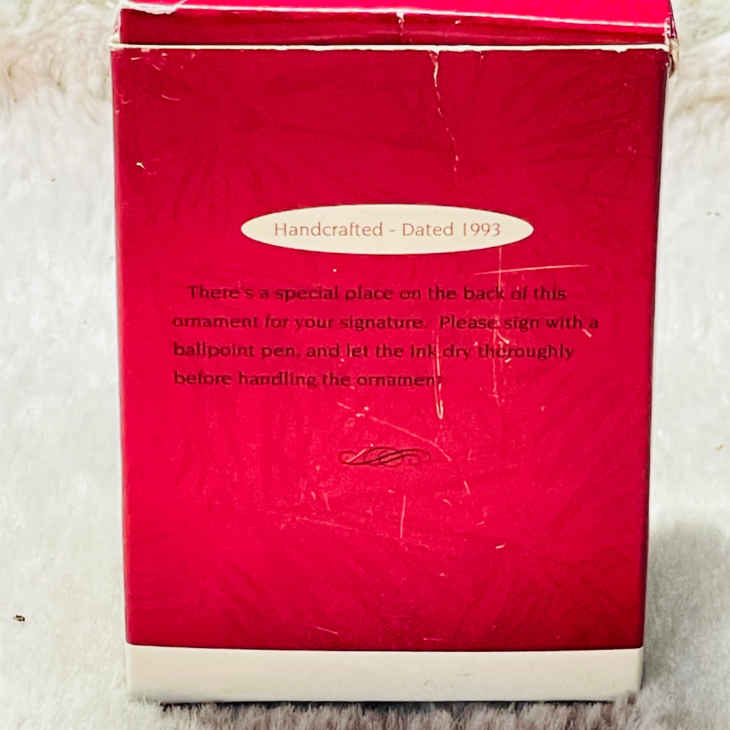 Handcrafted - Dated 1993
There's a special place on the back of this
ornament for your signature. Please sign with a
ballpoint pen, and let the ink dry thoroughly
before handling the ornament.